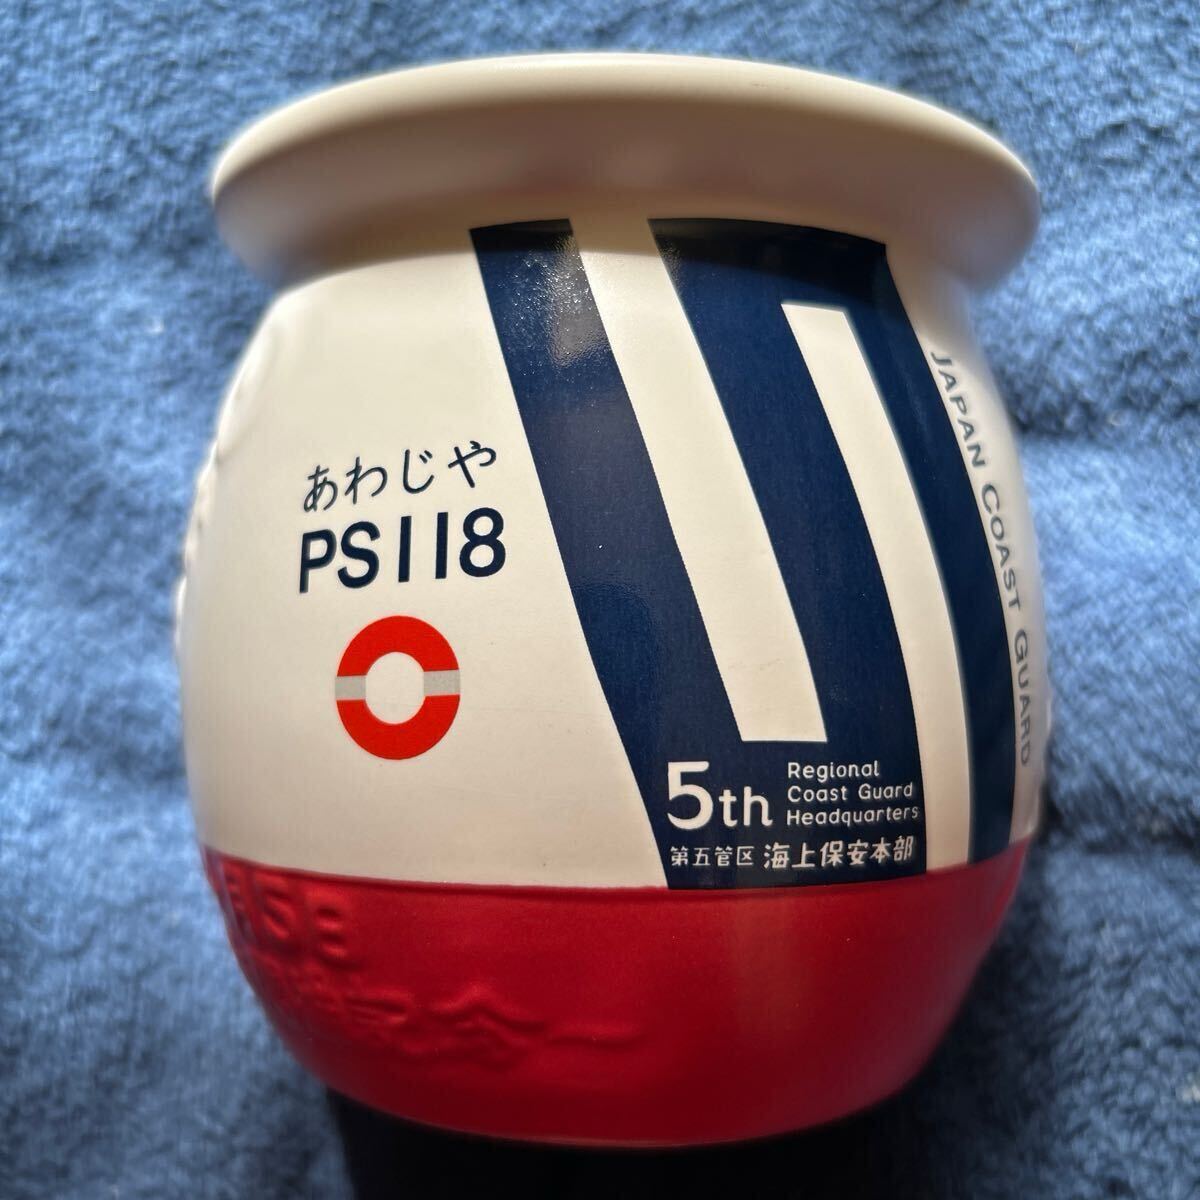 あわじや
PS118
JAPAN COAST GUARD
5th
Regional
Coast Guard
Headquarters
第五管区 海上保安本部